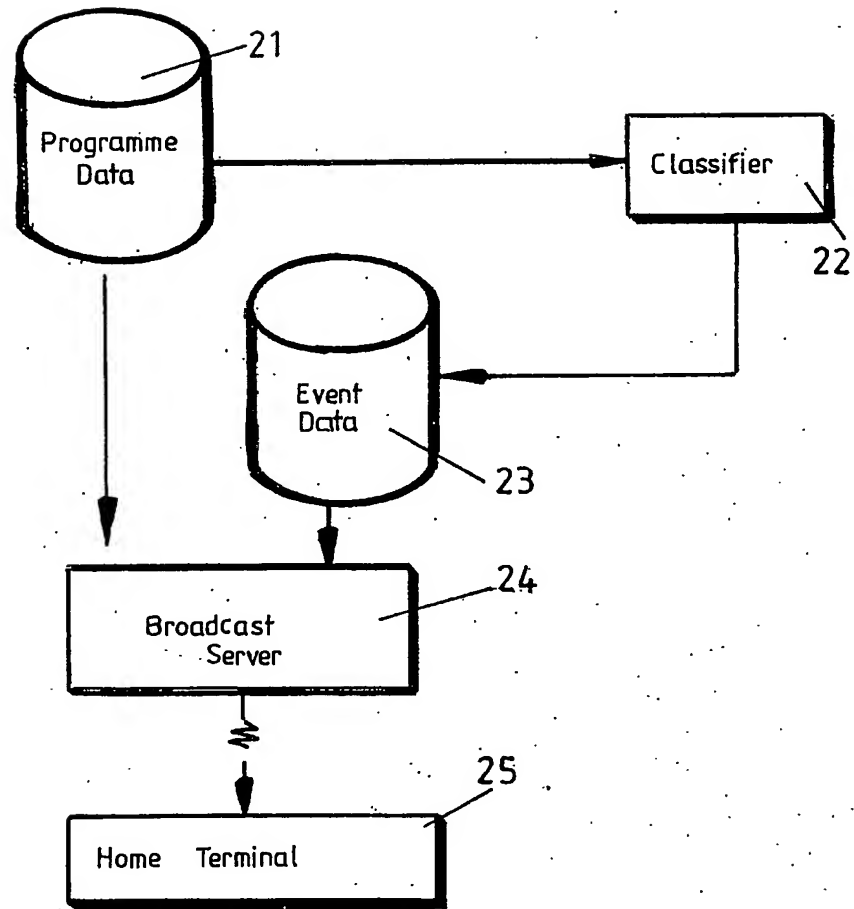 21
Programme
Data
Classifier
22
Event
Data
23
24
Broadcast
Server
25
Home Terminal